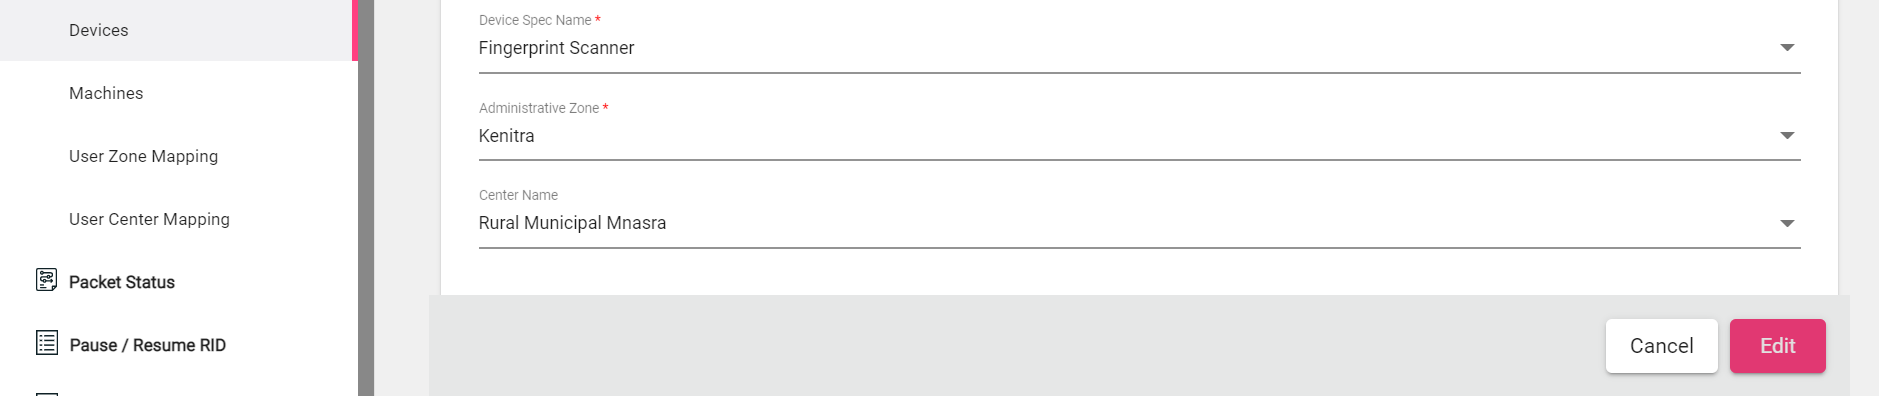 Devices
Machines
User Zone Mapping
User Center Mapping
Packet Status
Pause / Resume RID
Device Spec Name *
Fingerprint Scanner
Administrative Zone *
Kenitra
Center Name
Rural Municipal Mnasra
Cancel
Edit